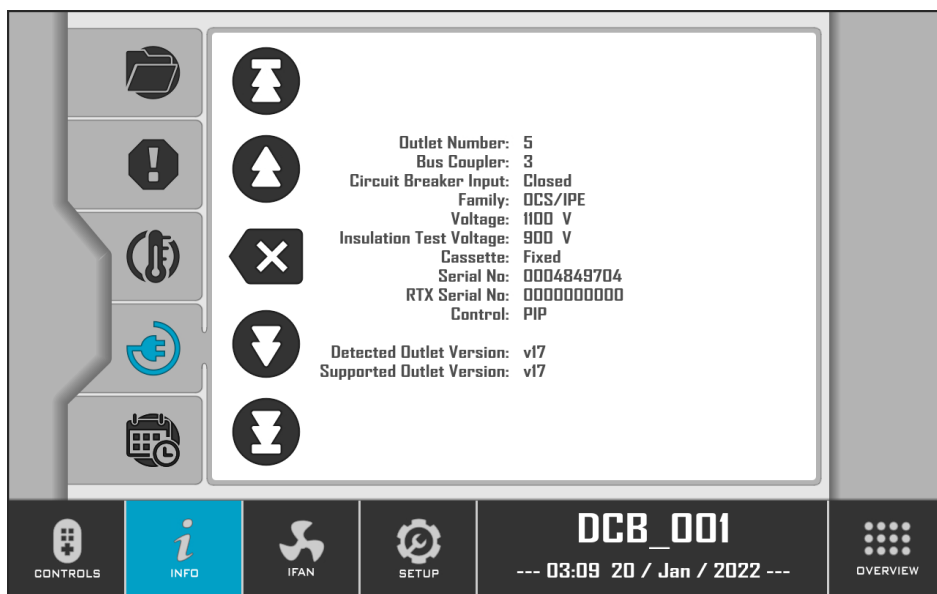 Outlet Number: 5
Bus Coupler: 3
Circuit Breaker Input: Closed
Family: OCS/IPE
Voltage: 1100 V
Insulation Test Voltage: 900 V
Cassette: Fixed
Serial No: 0004849704
RTX Serial No: 0000000000
Control: PIP
Detected Outlet Version: v17
Supported Outlet Version: v17
CONTROLS
INFO
IFAN
SETUP
DCB_001
--- 03:09 20 / Jan / 2022 ---
OVERVIEW